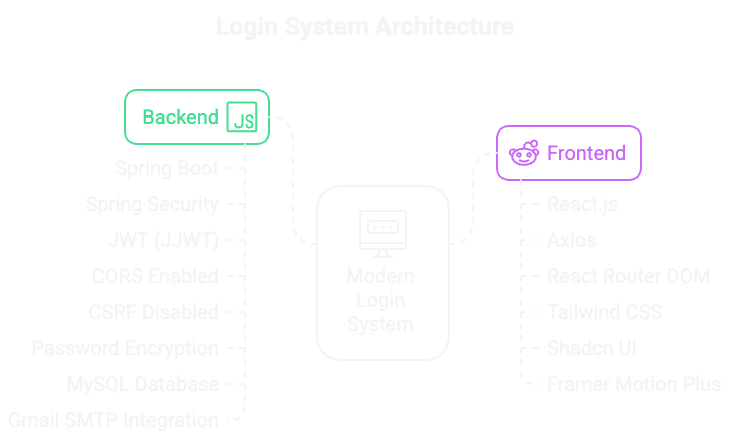 Login System Architecture
Backend
JS
Spring Boot
Spring Security
JWT (JJWT)
CORS Enabled
CSRF Disabled
Password Encryption
MySQL Database
Gmail SMTP Integration
Modern
Login
System
Frontend
React.js
Axios
React Router DOM
Tailwind CSS
Shadcn UI
Framer Motion Plus